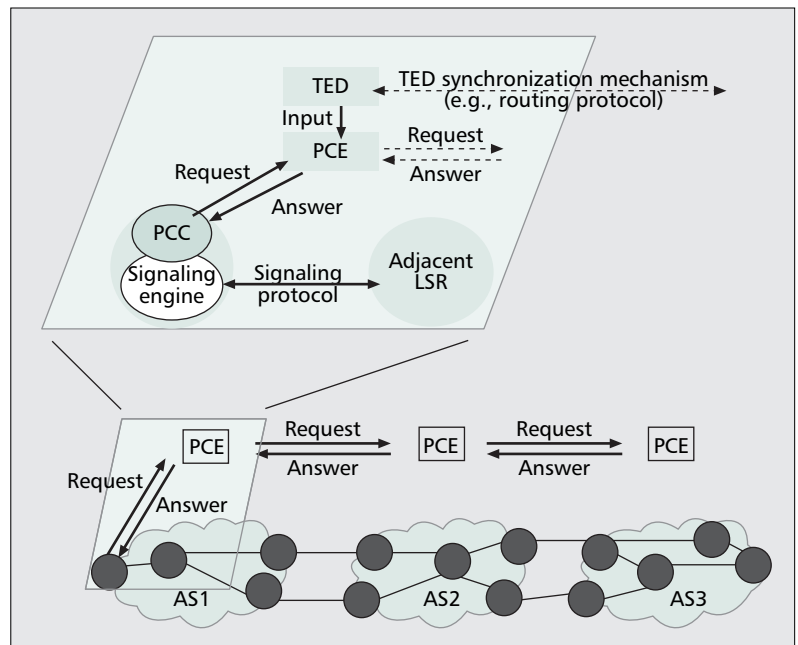 TED
TED synchronization mechanism
(e.g., routing protocol)
Input
PCE
Request
Answer
Request
Answer
PCC
Signaling
engine
Signaling
protocol
Adjacent
LSR
PCE
Request
Answer
PCE
Request
Answer
PCE
Request
Answer
AS1
AS2
AS3